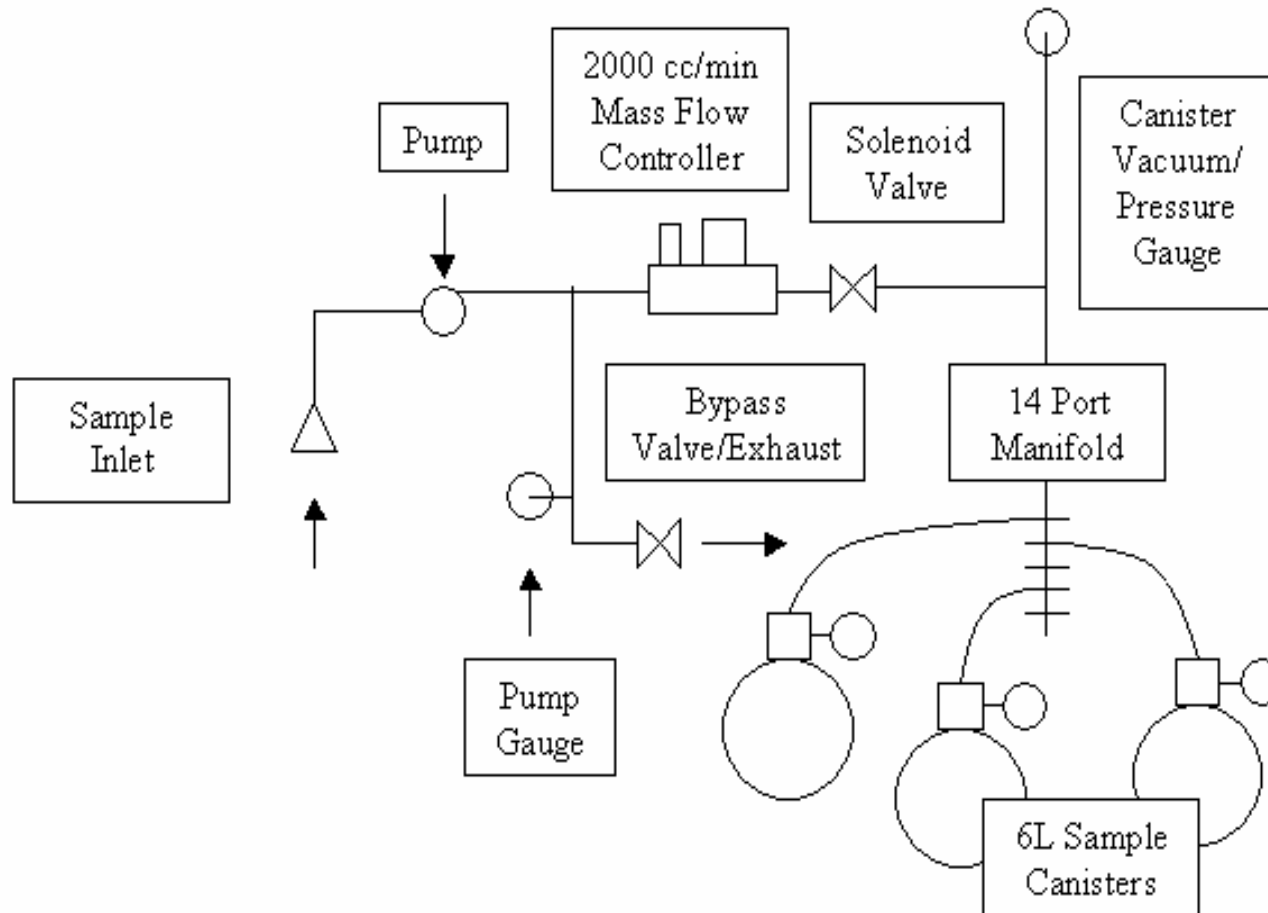 2000 cc/min
Mass Flow
Controller
Pump
Solenoid
Valve
Canister
Vacuum/
Pressure
Gauge
Sample
Inlet
Bypass
Valve/Exhaust
14 Port
Manifold
Pump
Gauge
6L Sample
Canisters